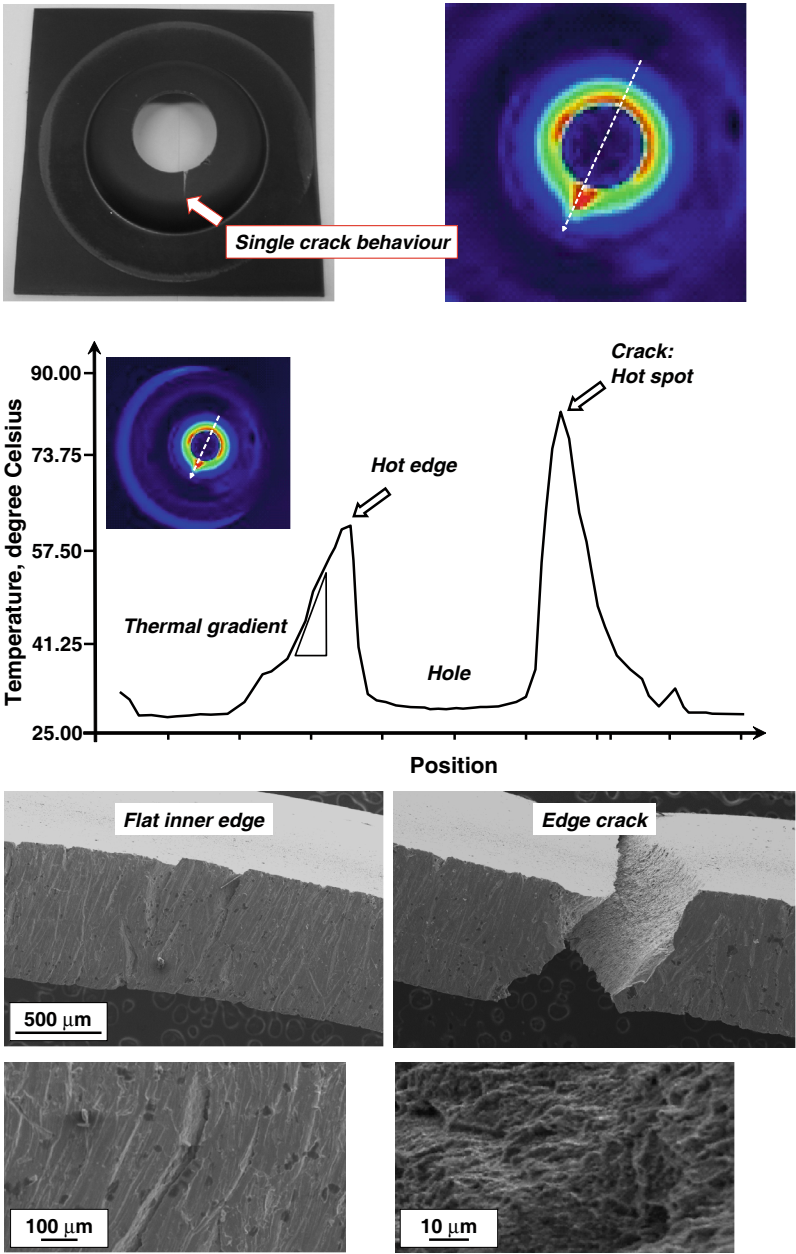 Single crack behaviour
Crack:
Hot spot
90.00
Temperature, degree Celsius
73.75
Hot edge
57.50
Thermal gradient
41.25
Hole
25.00
Position
Flat inner edge
Edge crack
500 μm
100 μm
10 μm